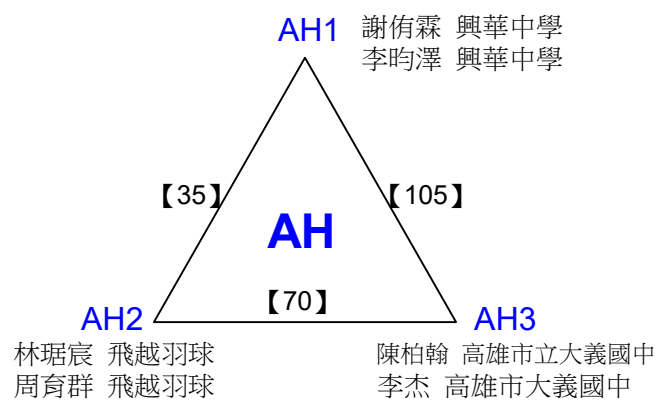 AH1 謝侑霖 興華中學
李昀澤 興華中學
【35】
【105】
AH
【70】
AH2
AH3
林琚宸 飛越羽球
周育群 飛越羽球
陳柏翰 高雄市立大義國中
李杰 高雄市大義國中